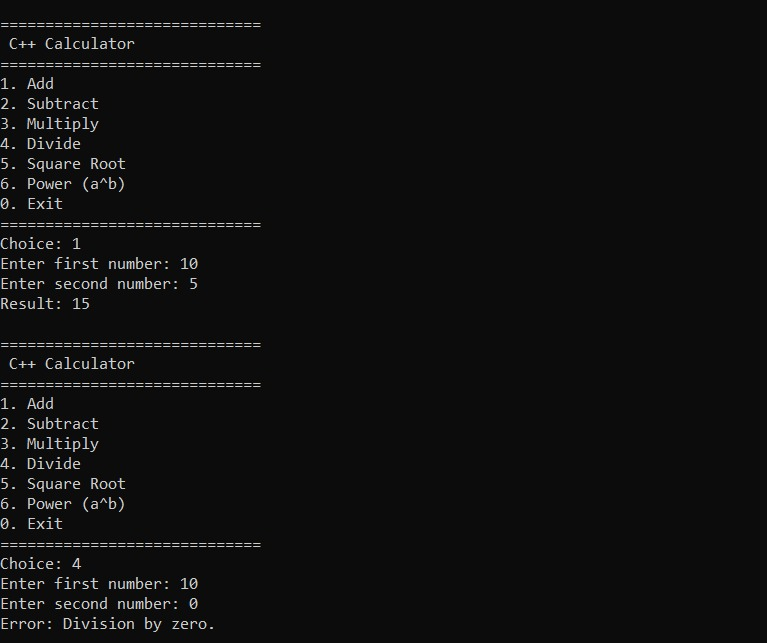 =============================
 C++ Calculator
=============================
1. Add
2. Subtract
3. Multiply
4. Divide
5. Square Root
6. Power (a^b)
0. Exit
=============================
Choice: 1
Enter first number: 10
Enter second number: 5
Result: 15

=============================
 C++ Calculator
=============================
1. Add
2. Subtract
3. Multiply
4. Divide
5. Square Root
6. Power (a^b)
0. Exit
=============================
Choice: 4
Enter first number: 10
Enter second number: 0
Error: Division by zero.